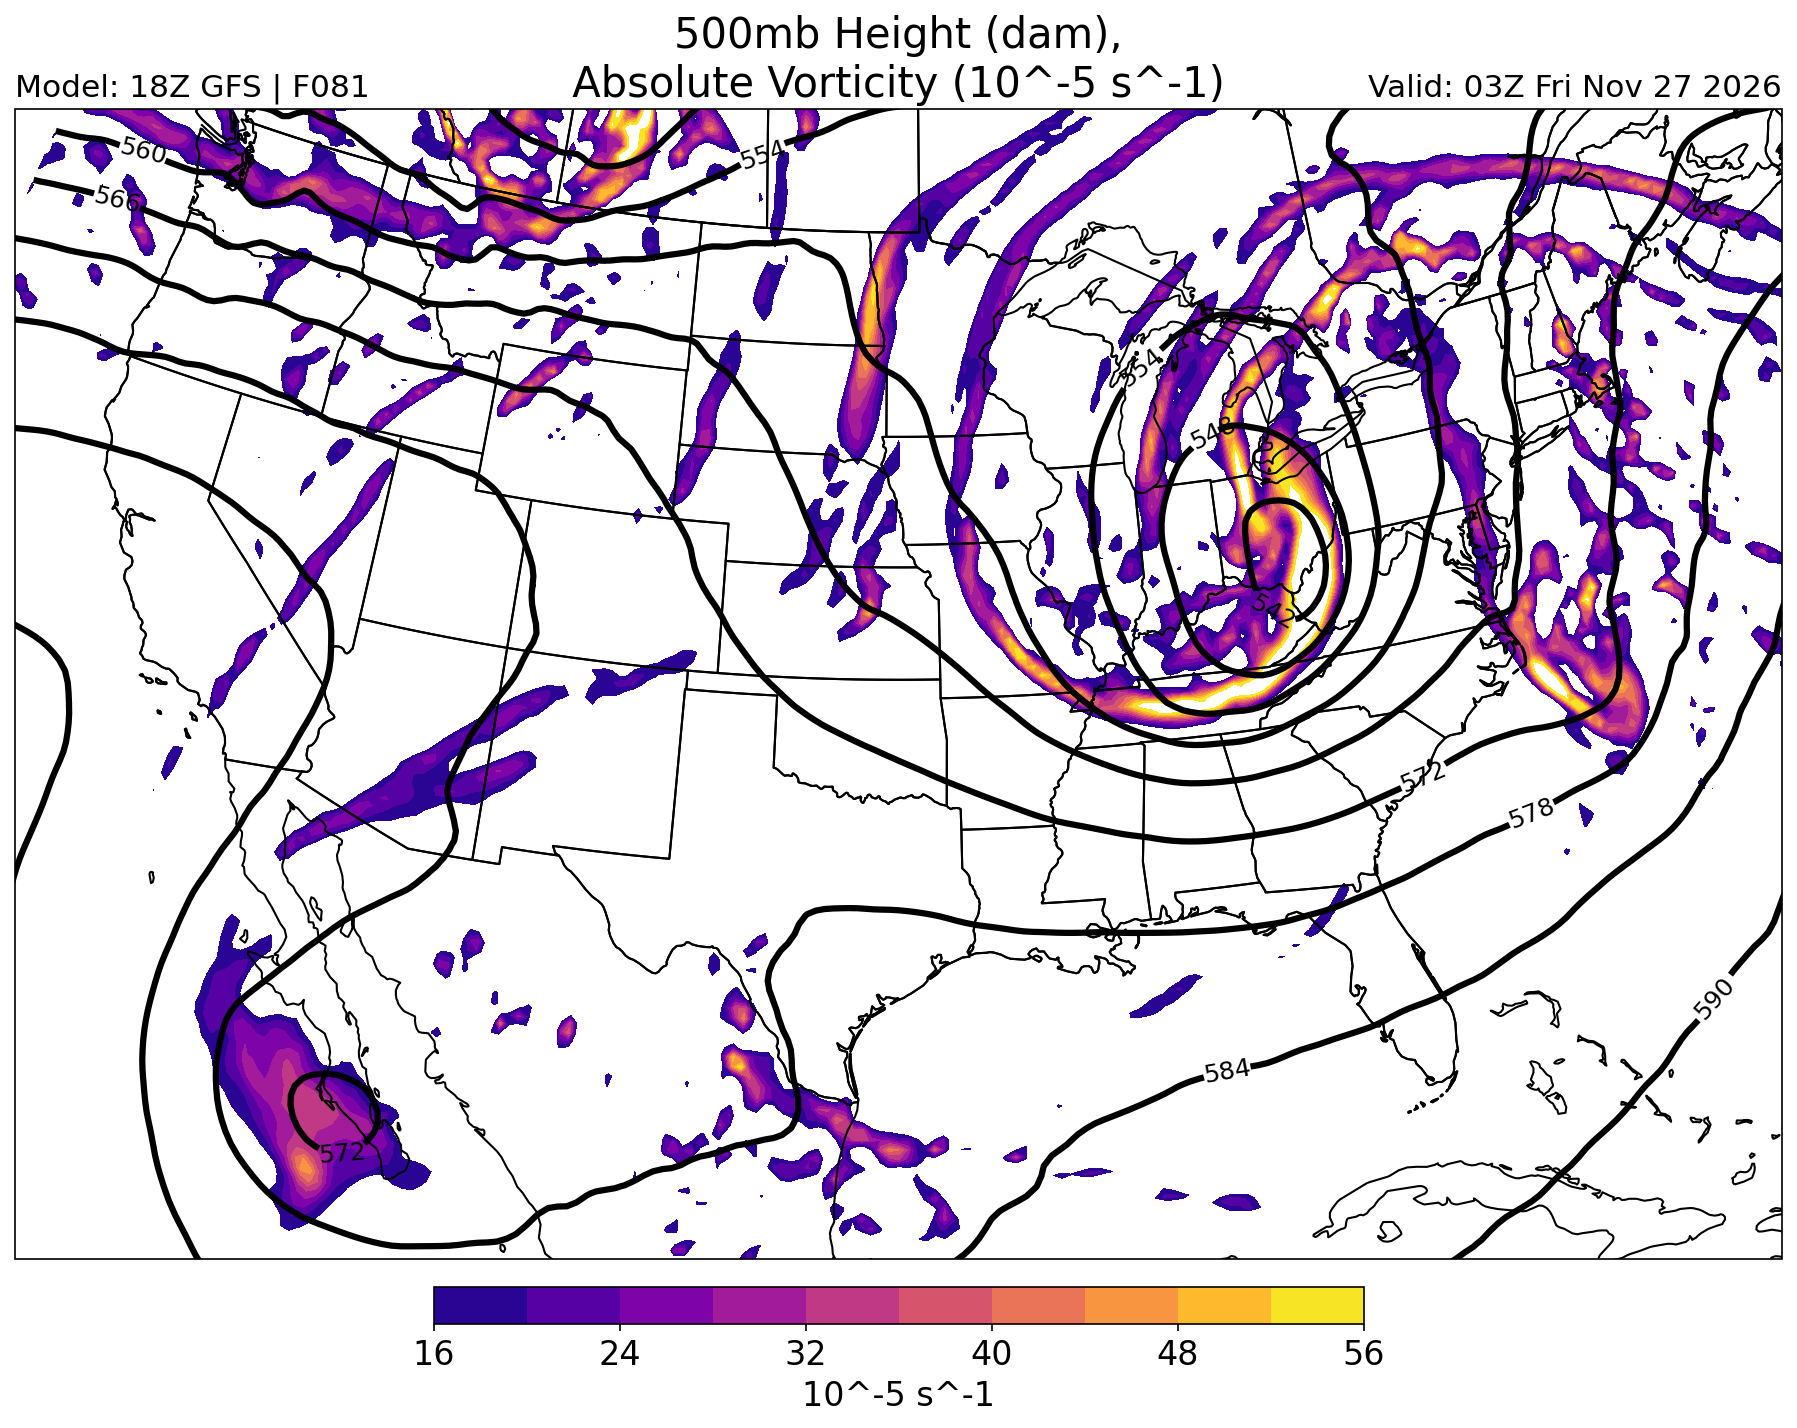 500mb Height (dam),
Absolute Vorticity (10^-5 s^-1)
Model: 18Z GFS | F081
Valid: 03Z Fri Nov 27 2026
560
566
554
554
548
542
572
578
590
584
572
16 24 32 40 48 56
10^-5 s^-1